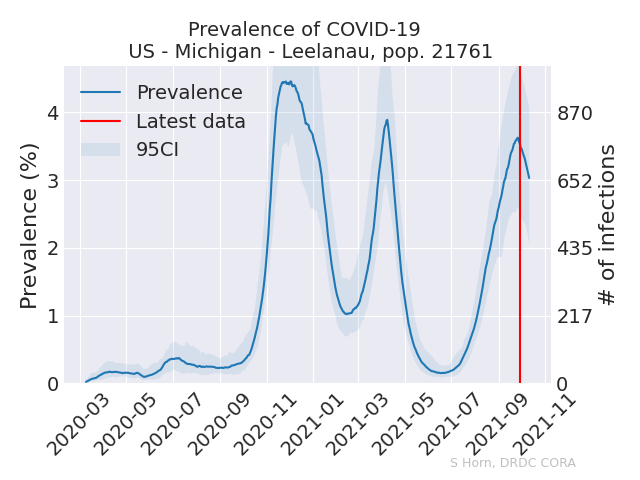 Prevalence of COVID-19
US - Michigan - Leelanau, pop. 21761
Prevalence
Latest data
95CI
Prevalence (%)
4
3
2
1
0
# of infections
870
652
435
217
0
2020-03
2020-05
2020-07
2020-09
2020-11
2021-01
2021-03
2021-05
2021-07
2021-09
2021-11
S Horn, DRDC CORA